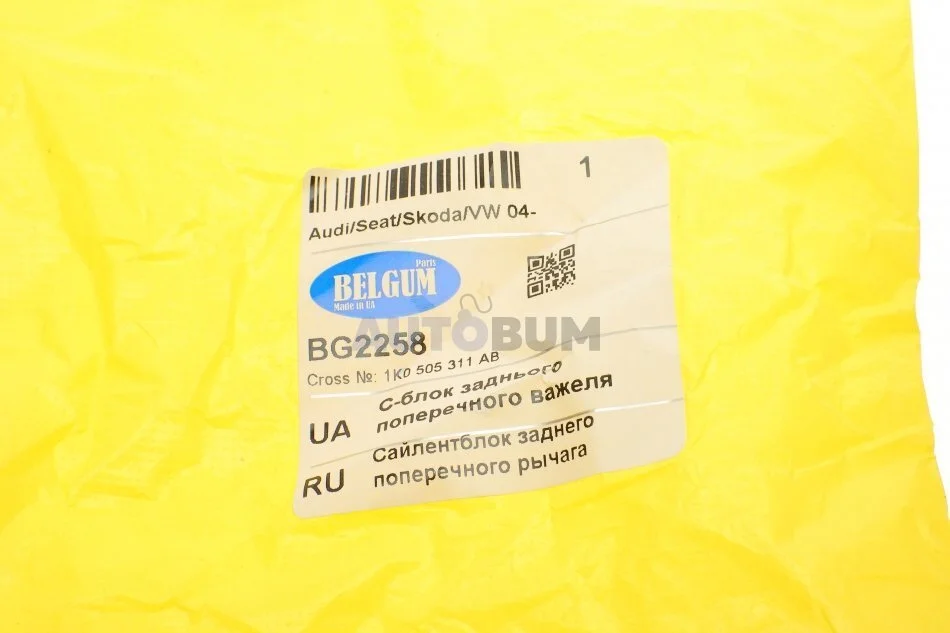 1
Audi/Seat/Skoda/VW 04-
Parts
BELGUM
Made in UA
AUTOBUM
BG2258
Cross №: 1K0 505 311 AB
UA
С-блок заднього
поперечного важеля
RU
Сайлентблок заднего
поперечного рычага